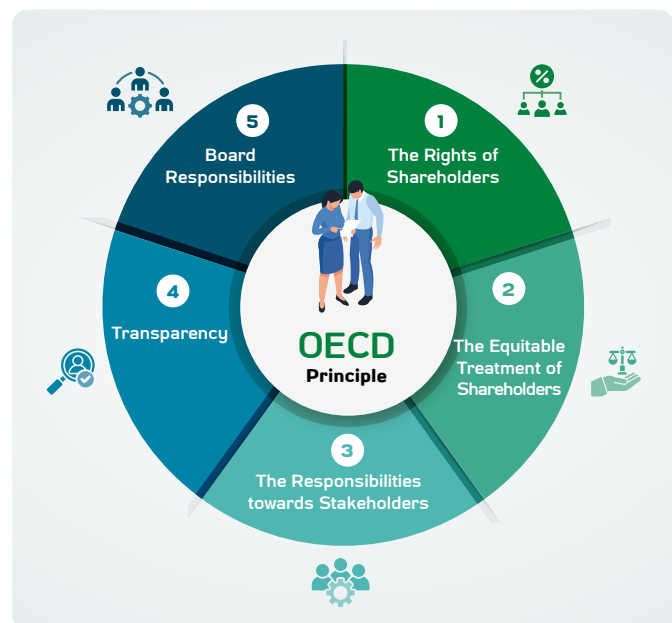 OECD
Principle
1
The Rights of
Shareholders
2
The Equitable
Treatment of
Shareholders
3
The Responsibilities
towards Stakeholders
4
Transparency
5
Board
Responsibilities
%